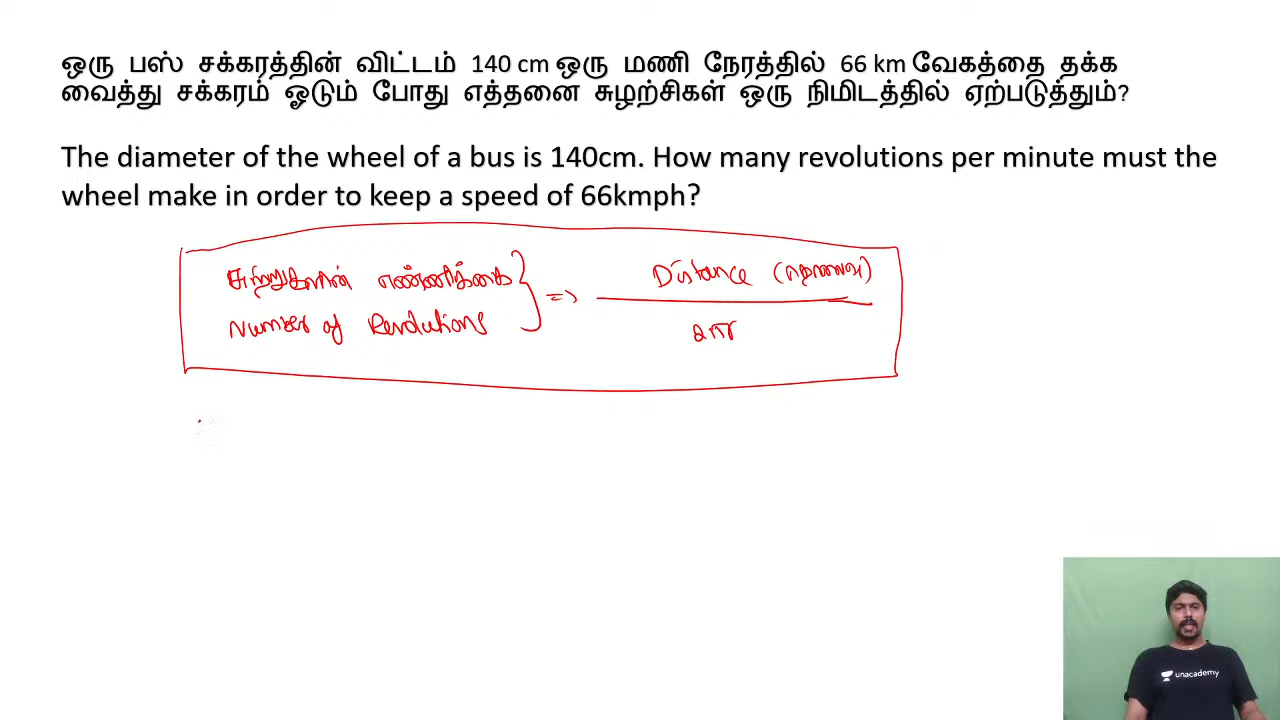 ஒரு பஸ் சக்கரத்தின் விட்டம் 140 cm ஒரு மணி நேரத்தில் 66 km வேகத்தை தக்க
வைத்து சக்கரம் ஓடும் போது எத்தனை சுழற்சிகள் ஒரு நிமிடத்தில் ஏற்படுத்தும்?
The diameter of the wheel of a bus is 140cm. How many revolutions per minute must the
wheel make in order to keep a speed of 66kmph?
எண்ணிக்கை
Number of Revolutions
=>
Distance (தொலைவு)
2πr
unacademy